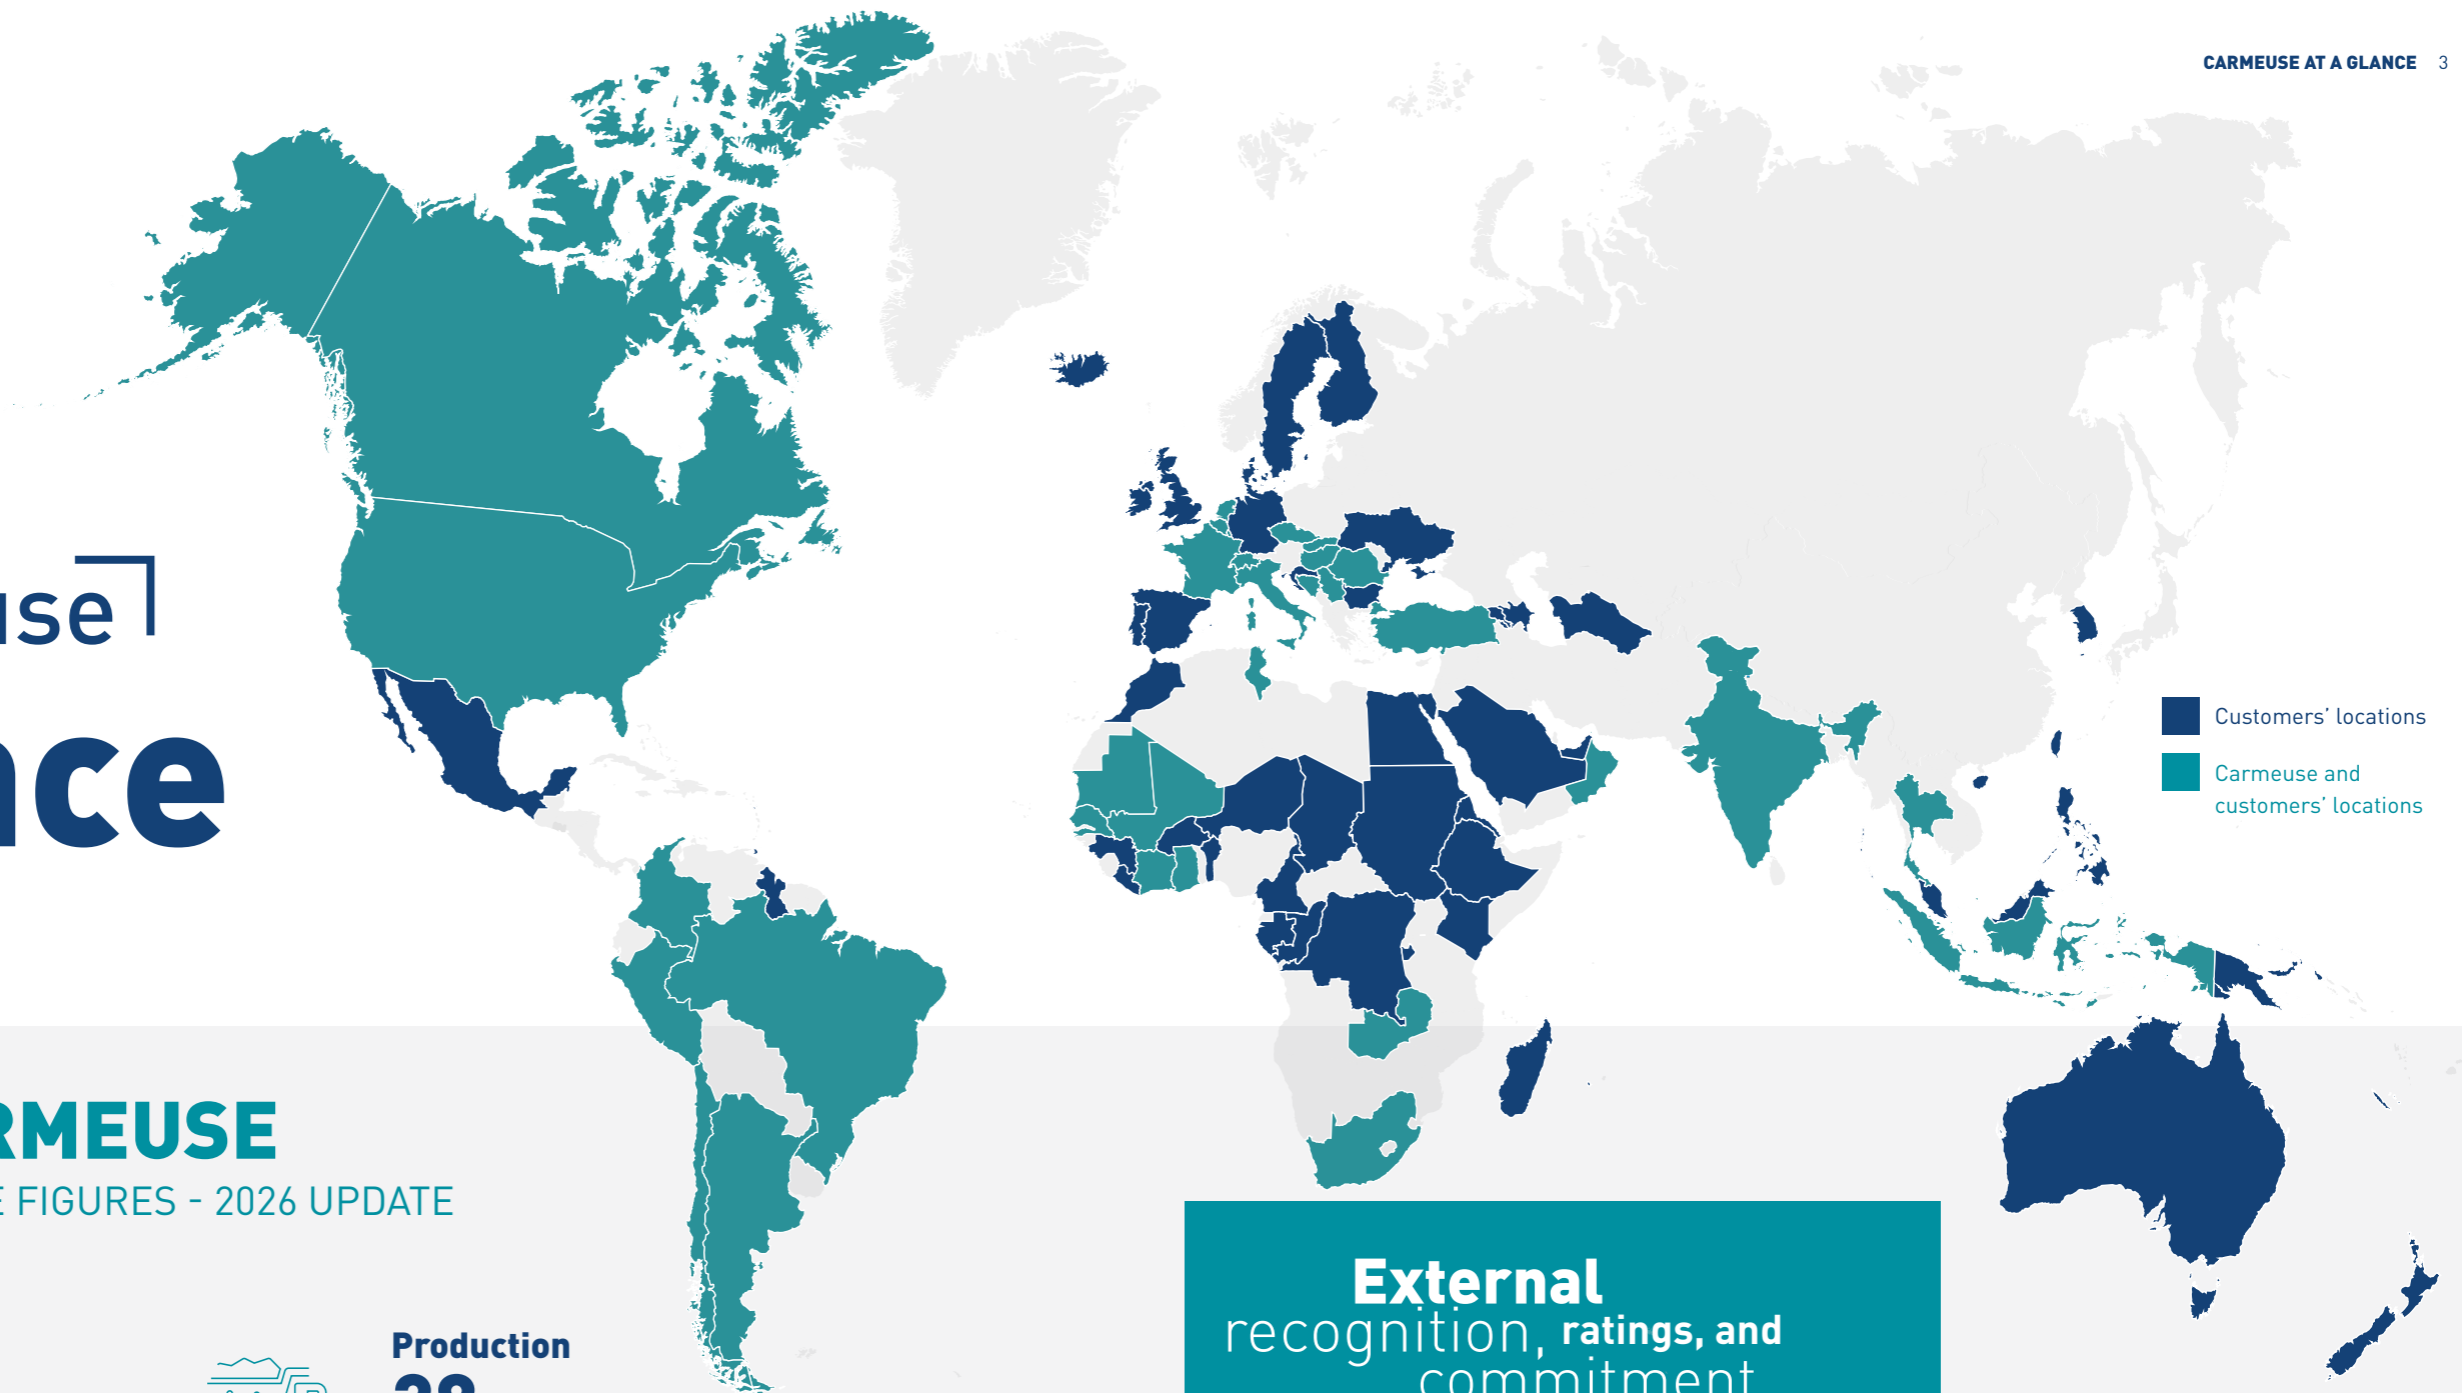 CARMEUSE AT A GLANCE 3
use
nce
Customers' locations
Carmeuse and
customers' locations
RMEUSE
E FIGURES - 2026 UPDATE
Production
External
recognition, ratings, and
commitment